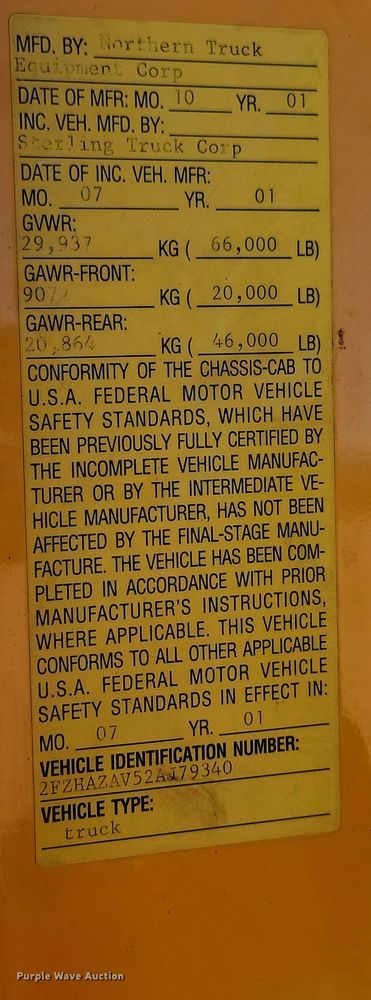 MFD. BY: Northern Truck
Equipment Corp
DATE OF MFR: MO. 10 YR. 01
INC. VEH. MFD. BY:
Sterling Truck Corp
DATE OF INC. VEH. MFR:
MO. 07 YR. 01
GVWR:
29,937 KG ( 66,000 LB)
GAWR-FRONT:
907 KG ( 20,000 LB)
GAWR-REAR:
20,864 KG ( 46,000 LB)
CONFORMITY OF THE CHASSIS-CAB TO
U.S.A. FEDERAL MOTOR VEHICLE
SAFETY STANDARDS, WHICH HAVE
BEEN PREVIOUSLY FULLY CERTIFIED BY
THE INCOMPLETE VEHICLE MANUFAC-
TURER OR BY THE INTERMEDIATE VE-
HICLE MANUFACTURER, HAS NOT BEEN
AFFECTED BY THE FINAL-STAGE MANU-
FACTURE. THE VEHICLE HAS BEEN COM-
PLETED IN ACCORDANCE WITH PRIOR
MANUFACTURER'S INSTRUCTIONS,
WHERE APPLICABLE. THIS VEHICLE
CONFORMS TO ALL OTHER APPLICABLE
U.S.A. FEDERAL MOTOR VEHICLE
SAFETY STANDARDS IN EFFECT IN:
MO. 07 YR. 01
VEHICLE IDENTIFICATION NUMBER:
2FZHAZAV52AJ79340
VEHICLE TYPE:
truck
Purple Wave Auction